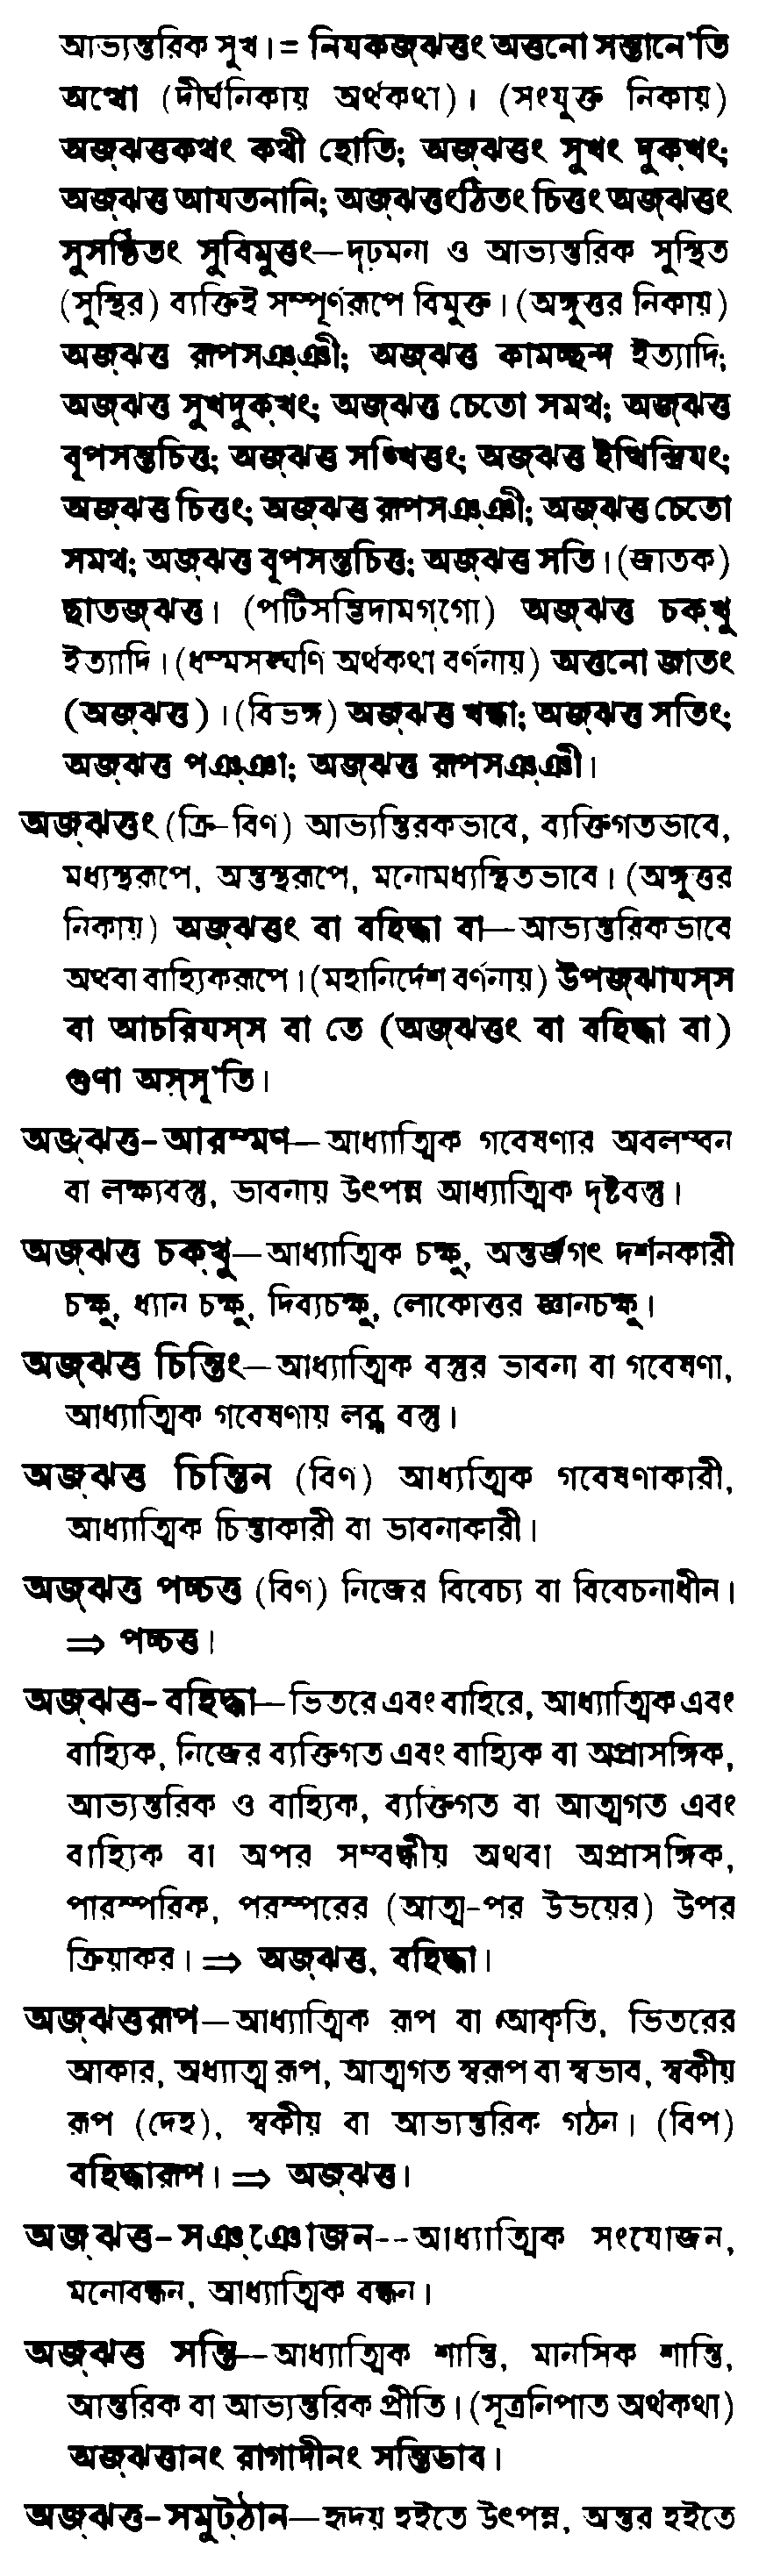 আভ্যন্তরিক সুখ।= নিযকজ্‌ঝত্তং অত্তনো সন্তানে'তি
অত্থো (দীর্ঘনিকায় অর্থকথা)। (সংযুক্ত নিকায়)
অজ্‌ঝত্তকথং কথী হোতি; অজ্‌ঝত্তং সুখং দুক্‌খং;
অজ্‌ঝত্ত আযতনানি; অজ্‌ঝত্তংঠিতং চিত্তং অজ্‌ঝত্তং
সুসণ্ঠিতং সুবিমুত্তং—দৃঢ়মনা ও আভ্যন্তরিক সুস্থিত
(সুস্থির) ব্যক্তিই সম্পূর্ণরূপে বিমুক্ত। (অঙ্গুত্তর নিকায়)
অজ্‌ঝত্ত রূপসঞ্‌ঞী; অজ্‌ঝত্ত কামচ্ছন্দ ইত্যাদি;
অজ্‌ঝত্ত সুখদুক্‌খং; অজ্‌ঝত্ত চেতো সমথ; অজ্‌ঝত্ত
বূপসন্তচিত্ত; অজ্‌ঝত্ত সঙ্খিত্তং; অজ্‌ঝত্ত ইত্থিন্দ্রিযং;
অজ্‌ঝত্ত চিত্তং; অজ্‌ঝত্ত রূপসঞ্‌ঞী; অজ্‌ঝত্ত চেতো
সমথ; অজ্‌ঝত্ত বূপসন্তচিত্ত; অজ্‌ঝত্ত সতি। (জাতক)
ছাতজ্‌ঝত্ত। (পটিসম্ভিদামগ্‌গো) অজ্‌ঝত্ত চক্‌খু
ইত্যাদি। (ধম্মসঙ্গণি অর্থকথা বর্ণনায়) অত্তনো জাতং
(অজ্‌ঝত্ত)। (বিভঙ্গ) অজ্‌ঝত্ত খন্ধা; অজ্‌ঝত্ত সতিং;
অজ্‌ঝত্ত পঞ্‌ঞা; অজ্‌ঝত্ত রূপসঞ্‌ঞী।
অজ্‌ঝত্তং (ক্রি-বিণ) আভ্যন্তিরকভাবে, ব্যক্তিগতভাবে,
মধ্যস্থরূপে, অন্তস্থরূপে, মনোমধ্যস্থিতভাবে। (অঙ্গুত্তর
নিকায়) অজ্‌ঝত্তং বা বহিদ্ধা বা—আভ্যন্তরিকভাবে
অথবা বাহ্যিকরূপে। (মহানির্দেশ বর্ণনায়) উপজ্‌ঝাযস্‌স
বা আচরিযস্‌স বা তে (অজ্‌ঝত্তং বা বহিদ্ধা বা)
গুণা অস্‌সূ'তি।
অজ্‌ঝত্ত-আরম্মণ—আধ্যাত্মিক গবেষণার অবলম্বন
বা লক্ষ্যবস্তু, ভাবনায় উৎপন্ন আধ্যাত্মিক দৃষ্টবস্তু।
অজ্‌ঝত্ত চক্‌খু—আধ্যাত্মিক চক্ষু, অন্তর্জগৎ দর্শনকারী
চক্ষু, ধ্যান চক্ষু, দিব্যচক্ষু, লোকোত্তর জ্ঞানচক্ষু।
অজ্‌ঝত্ত চিন্তিং—আধ্যাত্মিক বস্তুর ভাবনা বা গবেষণা,
আধ্যাত্মিক গবেষণায় লব্ধ বস্তু।
অজ্‌ঝত্ত চিন্তিন (বিণ) আধ্যত্মিক গবেষণাকারী,
আধ্যাত্মিক চিন্তাকারী বা ভাবনাকারী।
অজ্‌ঝত্ত পচ্চত্ত (বিণ) নিজের বিবেচ্য বা বিবেচনাধীন।
⇒ পচ্চত্ত।
অজ্‌ঝত্ত-বহিদ্ধা—ভিতরে এবং বাহিরে, আধ্যাত্মিক এবং
বাহ্যিক, নিজের ব্যক্তিগত এবং বাহ্যিক বা অপ্রাসঙ্গিক,
আভ্যন্তরিক ও বাহ্যিক, ব্যক্তিগত বা আত্মগত এবং
বাহ্যিক বা অপর সম্বন্ধীয় অথবা অপ্রাসঙ্গিক,
পারস্পরিক, পরস্পরের (আত্ম-পর উভয়ের) উপর
ক্রিয়াকর। ⇒ অজ্‌ঝত্ত, বহিদ্ধা।
অজ্‌ঝত্তরূপ—আধ্যাত্মিক রূপ বা আকৃতি, ভিতরের
আকার, অধ্যাত্ম রূপ, আত্মগত স্বরূপ বা স্বভাব, স্বকীয়
রূপ (দেহ), স্বকীয় বা আভ্যন্তরিক গঠন। (বিপ)
বহিদ্ধারূপ। ⇒ অজ্‌ঝত্ত।
অজ্‌ঝত্ত-সঞ্‌ঞোজন--আধ্যাত্মিক সংযোজন,
মনোবন্ধন, আধ্যাত্মিক বন্ধন।
অজ্‌ঝত্ত সন্তি—আধ্যাত্মিক শান্তি, মানসিক শান্তি,
আন্তরিক বা আভ্যন্তরিক প্রীতি। (সূত্রনিপাত অর্থকথা)
অজ্‌ঝত্তানং রাগাদীনং সন্তিভাব।
অজ্‌ঝত্ত-সমুট্‌ঠান—হৃদয় হইতে উৎপন্ন, অন্তর হইতে